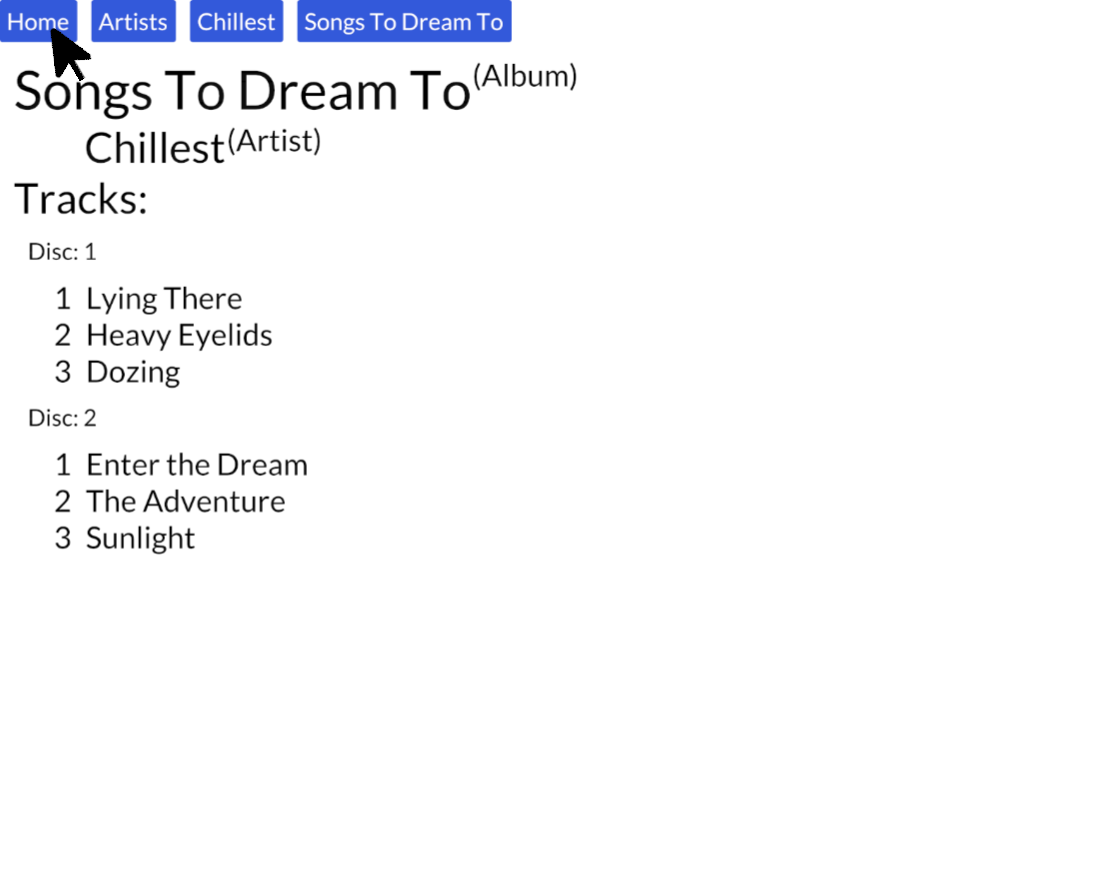 Home Artists Chillest Songs To Dream To
Songs To Dream To(Album)
Chillest(Artist)
Tracks:
Disc: 1
1 Lying There
2 Heavy Eyelids
3 Dozing
Disc: 2
1 Enter the Dream
2 The Adventure
3 Sunlight